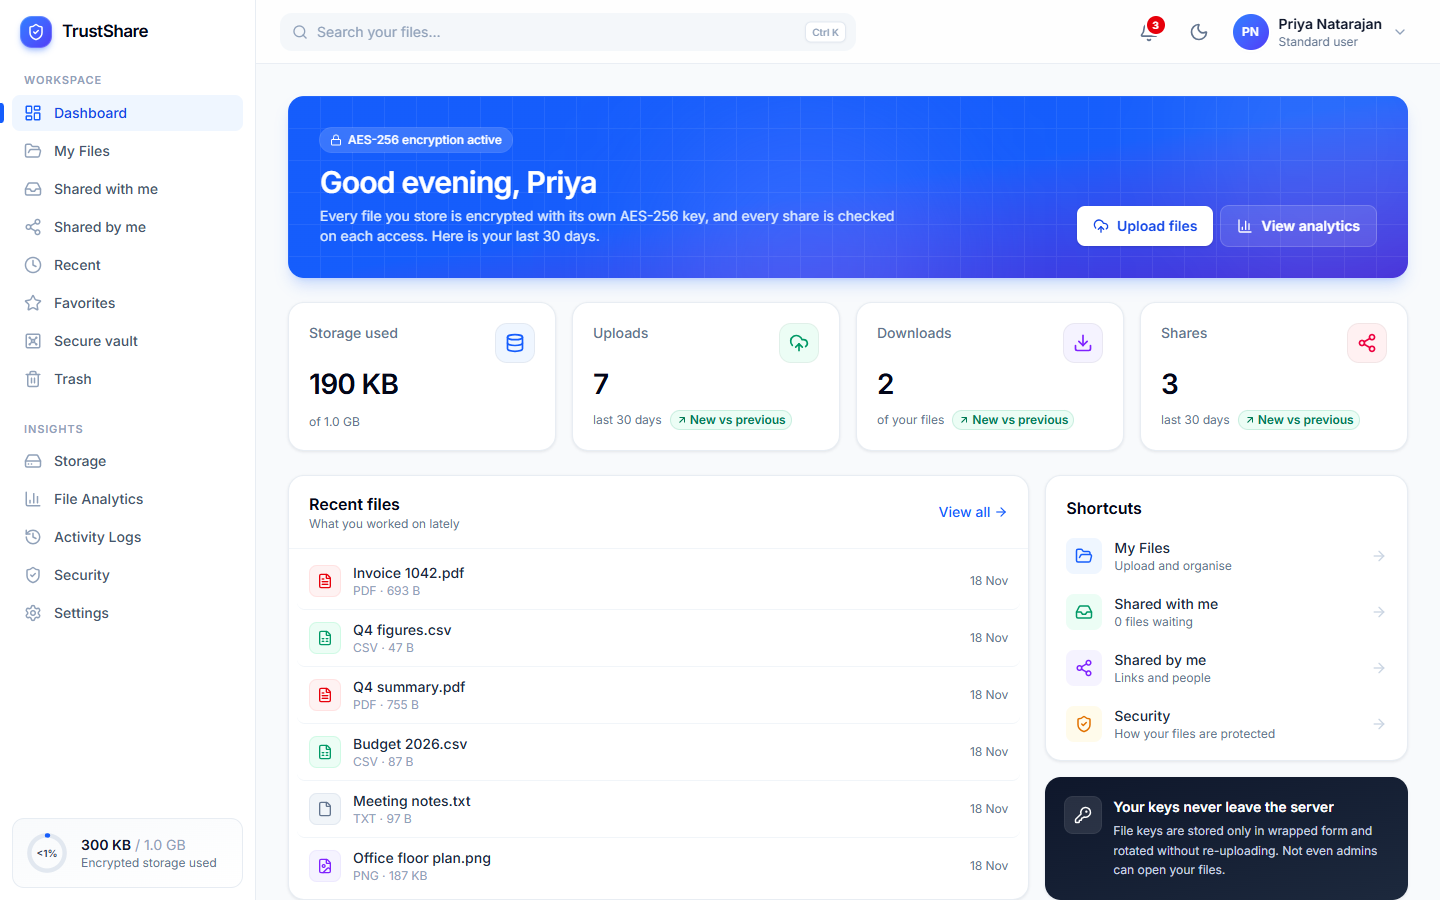 TrustShare
Search your files...
Ctrl K
3
PN
Priya Natarajan
Standard user
WORKSPACE
Dashboard
My Files
Shared with me
Shared by me
Recent
Favorites
Secure vault
Trash
INSIGHTS
Storage
File Analytics
Activity Logs
Security
Settings
<1%
300 KB / 1.0 GB
Encrypted storage used
AES-256 encryption active
Good evening, Priya
Every file you store is encrypted with its own AES-256 key, and every share is checked
on each access. Here is your last 30 days.
Upload files
View analytics
Storage used
190 KB
of 1.0 GB
Uploads
7
last 30 days
New vs previous
Downloads
2
of your files
New vs previous
Shares
3
last 30 days
New vs previous
Recent files
What you worked on lately
View all
Invoice 1042.pdf
PDF · 693 B
18 Nov
Q4 figures.csv
CSV · 47 B
18 Nov
Q4 summary.pdf
PDF · 755 B
18 Nov
Budget 2026.csv
CSV · 87 B
18 Nov
Meeting notes.txt
TXT · 97 B
18 Nov
Office floor plan.png
PNG · 187 KB
18 Nov
Shortcuts
My Files
Upload and organise
Shared with me
0 files waiting
Shared by me
Links and people
Security
How your files are protected
Your keys never leave the server
File keys are stored only in wrapped form and
rotated without re-uploading. Not even admins
can open your files.